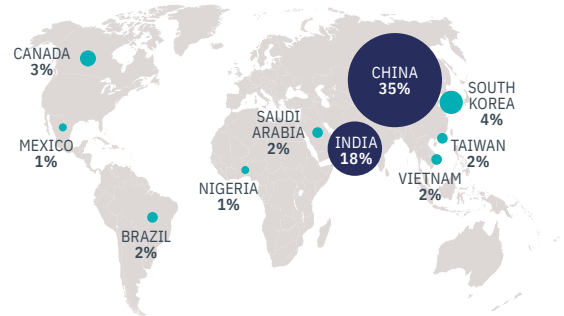 CANADA
3%
CHINA
35%
SOUTH
KOREA
4%
SAUDI
ARABIA
2%
MEXICO
1%
INDIA
18%
TAIWAN
2%
VIETNAM
2%
NIGERIA
1%
BRAZIL
2%